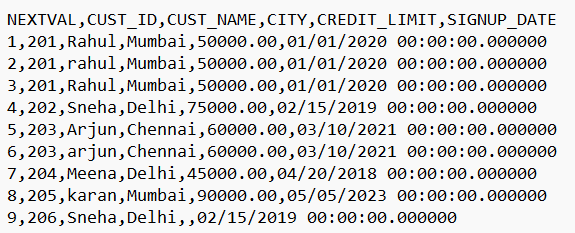 NEXTVAL,CUST_ID,CUST_NAME,CITY,CREDIT_LIMIT,SIGNUP_DATE
1,201,Rahul,Mumbai,50000.00,01/01/2020 00:00:00.000000
2,201,rahul,Mumbai,50000.00,01/01/2020 00:00:00.000000
3,201,Rahul,Mumbai,50000.00,01/01/2020 00:00:00.000000
4,202,Sneha,Delhi,75000.00,02/15/2019 00:00:00.000000
5,203,Arjun,Chennai,60000.00,03/10/2021 00:00:00.000000
6,203,arjun,Chennai,60000.00,03/10/2021 00:00:00.000000
7,204,Meena,Delhi,45000.00,04/20/2018 00:00:00.000000
8,205,karan,Mumbai,90000.00,05/05/2023 00:00:00.000000
9,206,Sneha,Delhi,,02/15/2019 00:00:00.000000